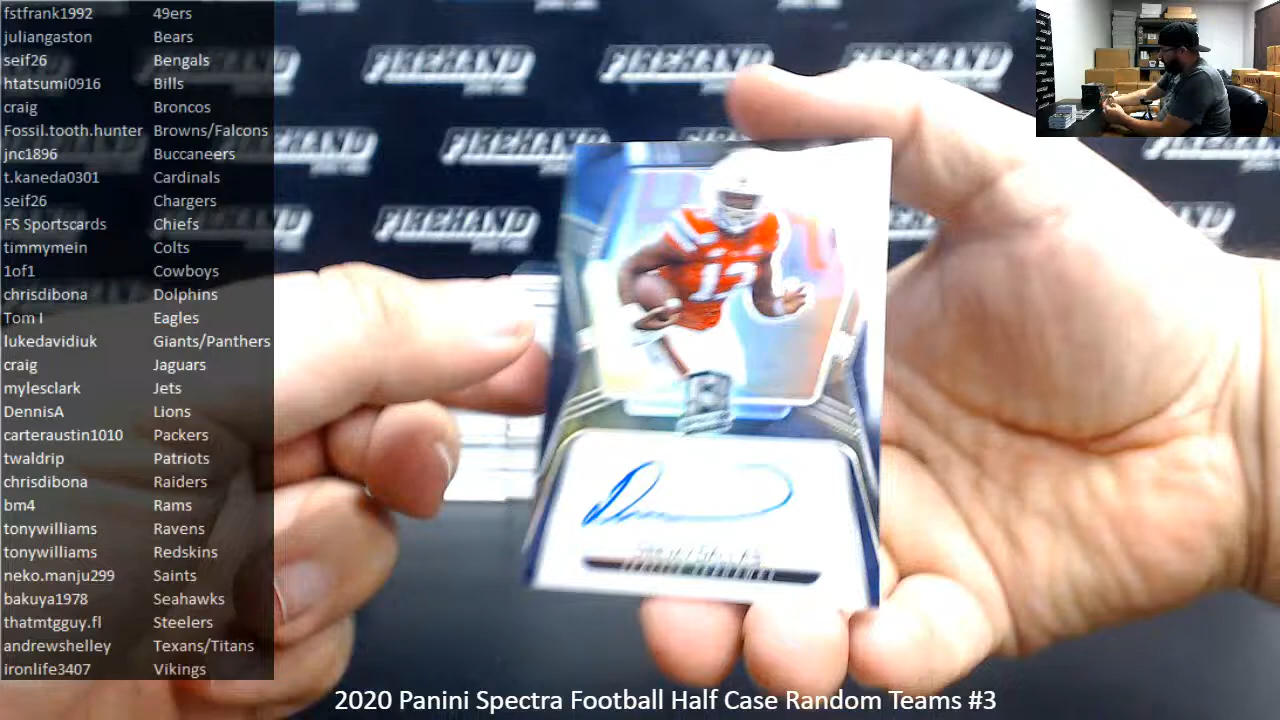 fstfrank1992 49ers
juliangaston Bears
seif26 Bengals
htatsumi0916 Bills
craig Broncos
Fossil.tooth.hunter Browns/Falcons
jnc1896 Buccaneers
t.kaneda0301 Cardinals
seif26 Chargers
FS Sportscards Chiefs
timmymein Colts
1of1 Cowboys
chrisdibona Dolphins
Tom I Eagles
lukedavidiuk Giants/Panthers
craig Jaguars
mylesclark Jets
DennisA Lions
carteraustin1010 Packers
twaldrip Patriots
chrisdibona Raiders
bm4 Rams
tonywilliams Ravens
tonywilliams Redskins
neko.manju299 Saints
bakuya1978 Seahawks
thatmtgguy.fl Steelers
andrewshelley Texans/Titans
ironlife3407 Vikings
FIREHAND FIREHAND FIREHAND
FIREHAND
FIREHAND
2020 Panini Spectra Football Half Case Random Teams #3